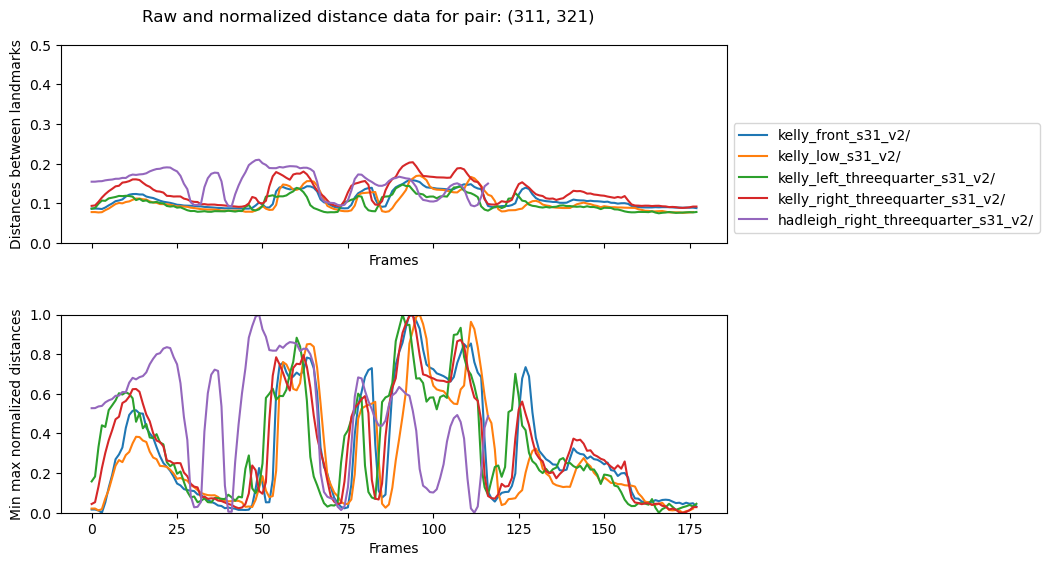 Raw and normalized distance data for pair: (311, 321)
Distances between landmarks
0.5
0.4
0.3
0.2
0.1
0.0
Frames
kelly_front_s31_v2/
kelly_low_s31_v2/
kelly_left_threequarter_s31_v2/
kelly_right_threequarter_s31_v2/
hadleigh_right_threequarter_s31_v2/
Min max normalized distances
1.0
0.8
0.6
0.4
0.2
0.0
0 25 50 75 100 125 150 175
Frames